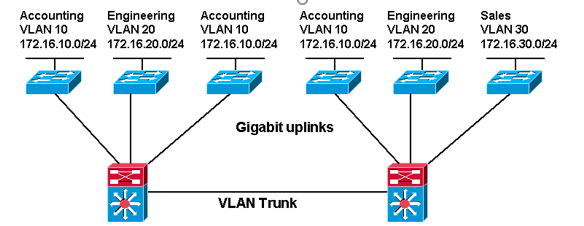 Accounting
VLAN 10
172.16.10.0/24
Engineering
VLAN 20
172.16.20.0/24
Accounting
VLAN 10
172.16.10.0/24
Accounting
VLAN 10
172.16.10.0/24
Engineering
VLAN 20
172.16.20.0/24
Sales
VLAN 30
172.16.30.0/24
Gigabit uplinks
VLAN Trunk